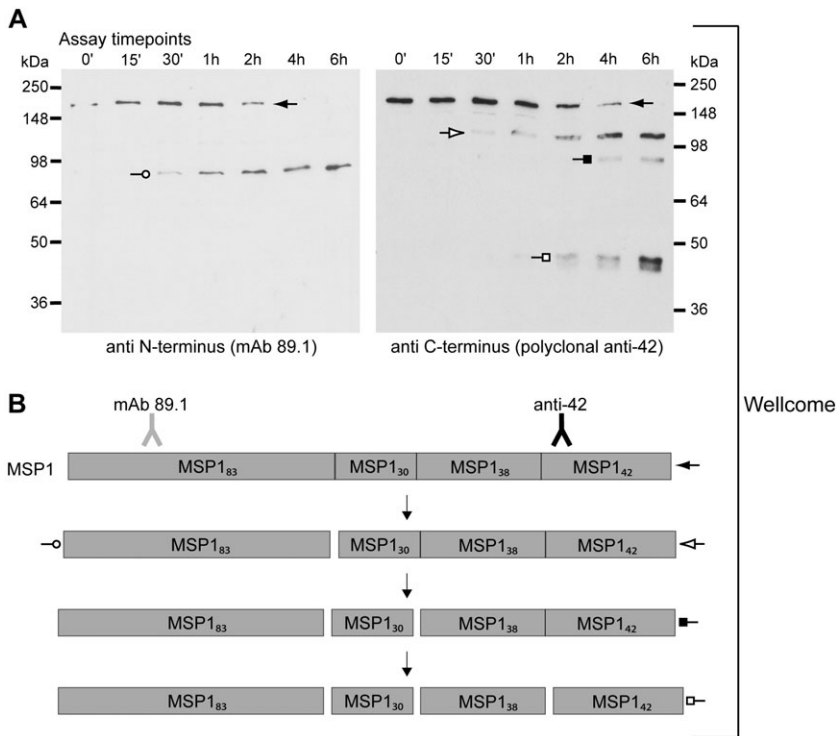 A
Assay timepoints
kDa 0' 15' 30' 1h 2h 4h 6h 0' 15' 30' 1h 2h 4h 6h kDa
250
148
98
64
50
36
250
148
98
64
50
36
anti N-terminus (mAb 89.1) anti C-terminus (polyclonal anti-42)
B
mAb 89.1 anti-42
MSP1 MSP1₈₃ MSP1₃₀ MSP1₃₈ MSP1₄₂
MSP1₈₃ MSP1₃₀ MSP1₃₈ MSP1₄₂
MSP1₈₃ MSP1₃₀ MSP1₃₈ MSP1₄₂
MSP1₈₃ MSP1₃₀ MSP1₃₈ MSP1₄₂
Wellcome